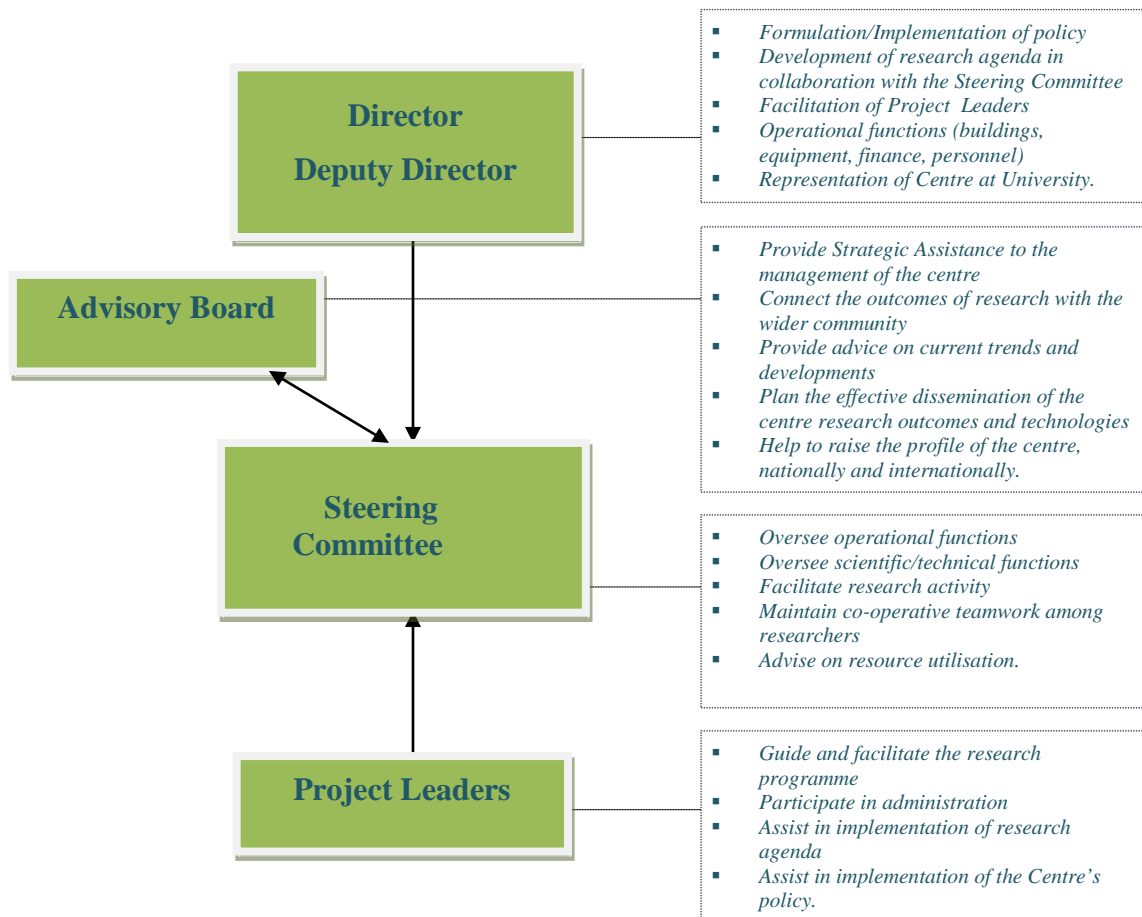 Director
Deputy Director
▪ Formulation/Implementation of policy
▪ Development of research agenda in
collaboration with the Steering Committee
▪ Facilitation of Project Leaders
▪ Operational functions (buildings,
equipment, finance, personnel)
▪ Representation of Centre at University.
Advisory Board
▪ Provide Strategic Assistance to the
management of the centre
▪ Connect the outcomes of research with the
wider community
▪ Provide advice on current trends and
developments
▪ Plan the effective dissemination of the
centre research outcomes and technologies
▪ Help to raise the profile of the centre,
nationally and internationally.
Steering
Committee
▪ Oversee operational functions
▪ Oversee scientific/technical functions
▪ Facilitate research activity
▪ Maintain co-operative teamwork among
researchers
▪ Advise on resource utilisation.
Project Leaders
▪ Guide and facilitate the research
programme
▪ Participate in administration
▪ Assist in implementation of research
agenda
▪ Assist in implementation of the Centre’s
policy.